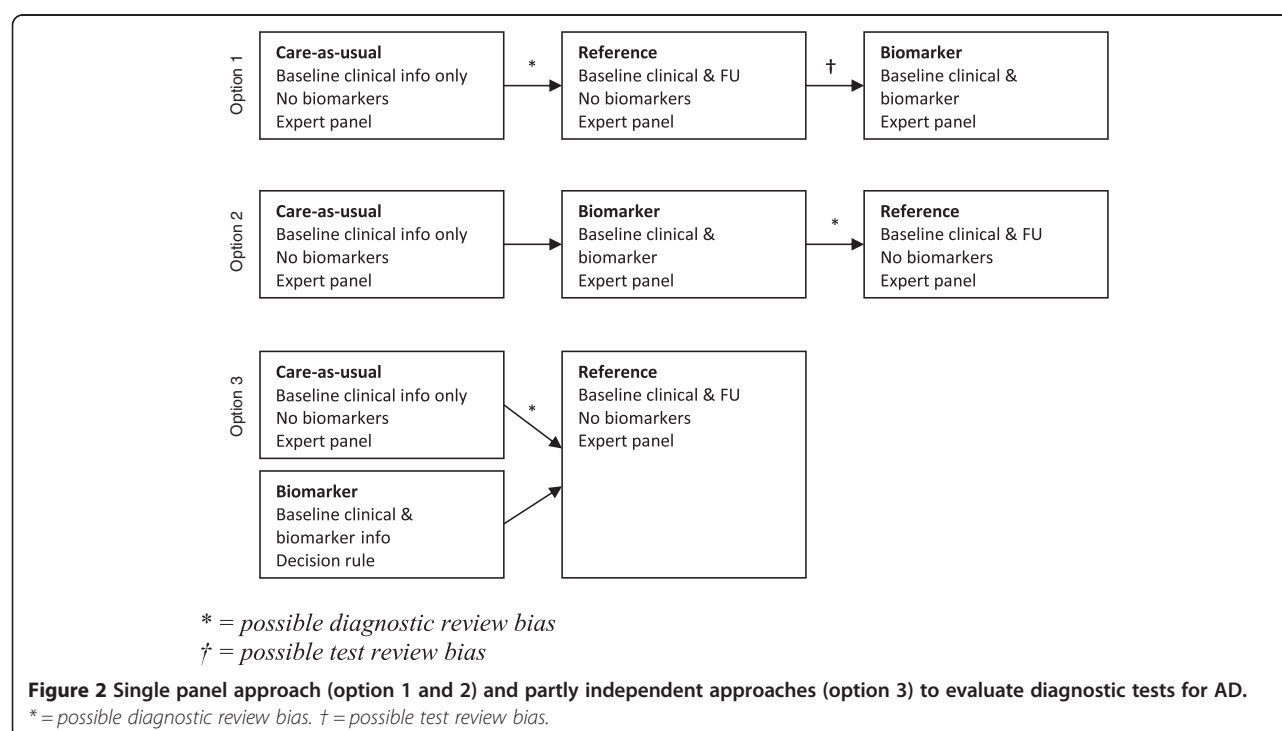 Option 1
Care-as-usual
Baseline clinical info only
No biomarkers
Expert panel
*
Reference
Baseline clinical & FU
No biomarkers
Expert panel
†
Biomarker
Baseline clinical &
biomarker
Expert panel
Option 2
Care-as-usual
Baseline clinical info only
No biomarkers
Expert panel
Biomarker
Baseline clinical &
biomarker
Expert panel
*
Reference
Baseline clinical & FU
No biomarkers
Expert panel
Option 3
Care-as-usual
Baseline clinical info only
No biomarkers
Expert panel
*
Biomarker
Baseline clinical &
biomarker info
Decision rule
Reference
Baseline clinical & FU
No biomarkers
Expert panel
* = possible diagnostic review bias
† = possible test review bias
Figure 2 Single panel approach (option 1 and 2) and partly independent approaches (option 3) to evaluate diagnostic tests for AD.
* = possible diagnostic review bias. † = possible test review bias.